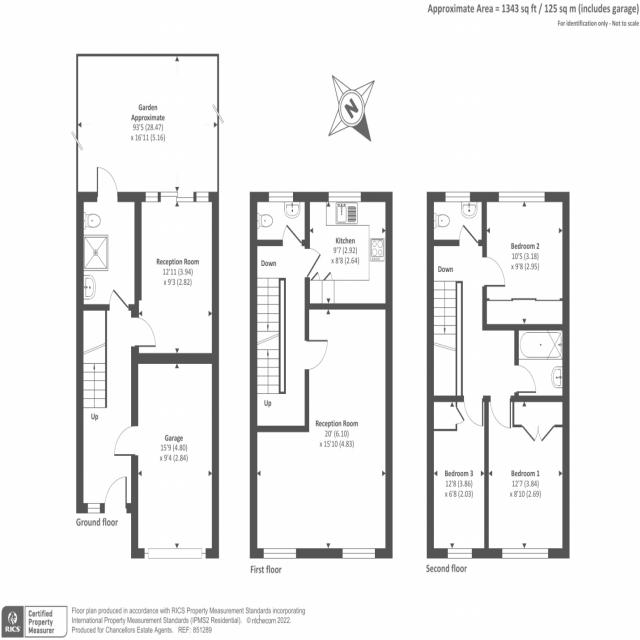 Approximate Area = 1343 sq ft / 125 sq m (includes garage)
For identification only - Not to scale
N
Garden
Approximate
93'5 (28.47)
x 16'11 (5.16)
Reception Room
12'11 (3.94)
x 9'3 (2.82)
Up
Garage
15'9 (4.80)
x 9'4 (2.84)
Ground floor
Kitchen
9'7 (2.92)
x 8'8 (2.64)
Down
Up
Reception Room
20' (6.10)
x 15'10 (4.83)
First floor
Bedroom 2
10'5 (3.18)
x 9'8 (2.95)
Down
Bedroom 3
12'8 (3.86)
x 6'8 (2.03)
Bedroom 1
12'7 (3.84)
x 8'10 (2.69)
Second floor
RICS
Certified
Property
Measurer
Floor plan produced in accordance with RICS Property Measurement Standards incorporating
International Property Measurement Standards (IPMS2 Residential). © ntchecom 2022.
Produced for Chancellors Estate Agents. REF: 851289